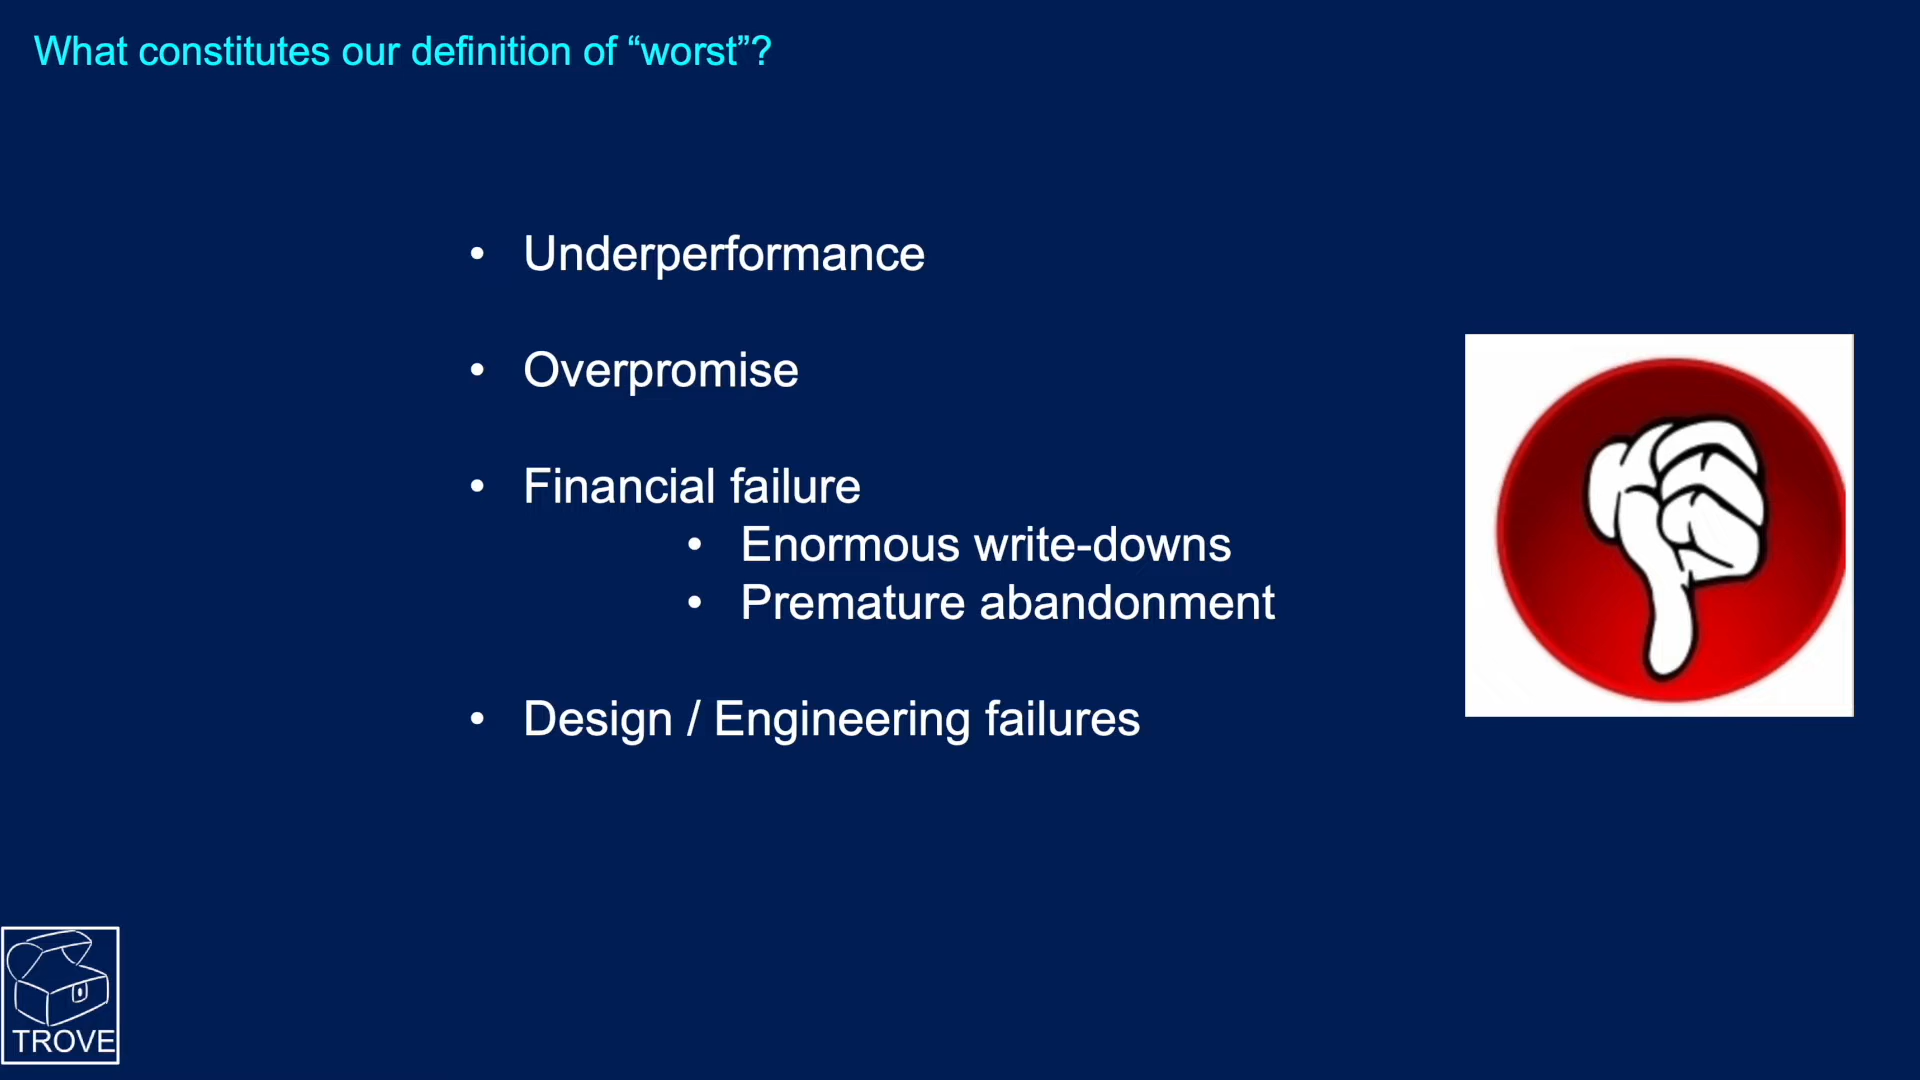 What constitutes our definition of “worst”?
• Underperformance
• Overpromise
• Financial failure
• Enormous write-downs
• Premature abandonment
• Design / Engineering failures
TROVE